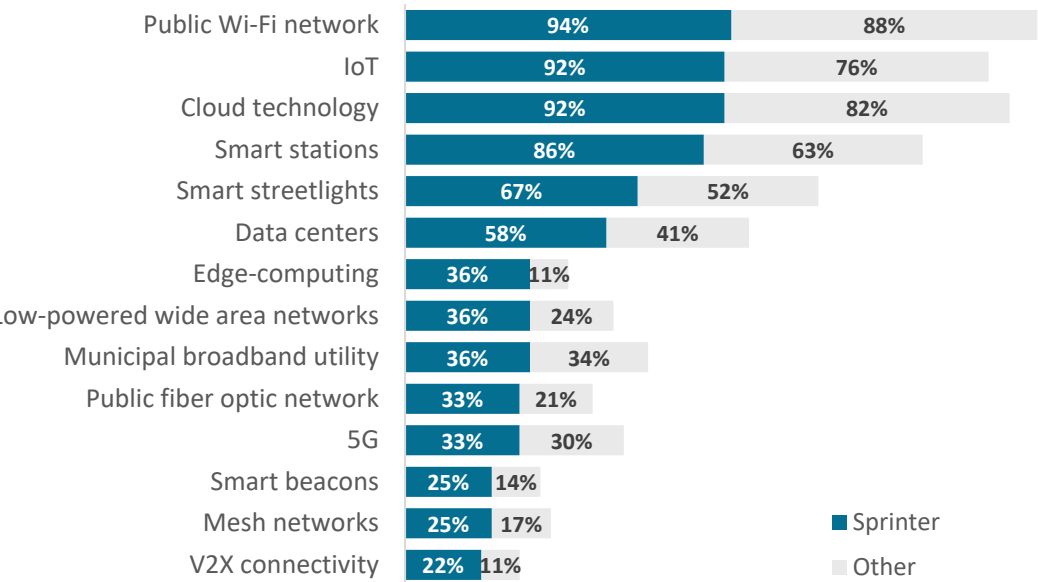 Public Wi-Fi network 94% 88%
IoT 92% 76%
Cloud technology 92% 82%
Smart stations 86% 63%
Smart streetlights 67% 52%
Data centers 58% 41%
Edge-computing 36% 11%
Low-powered wide area networks 36% 24%
Municipal broadband utility 36% 34%
Public fiber optic network 33% 21%
5G 33% 30%
Smart beacons 25% 14%
Mesh networks 25% 17%
V2X connectivity 22% 11%
Sprinter
Other